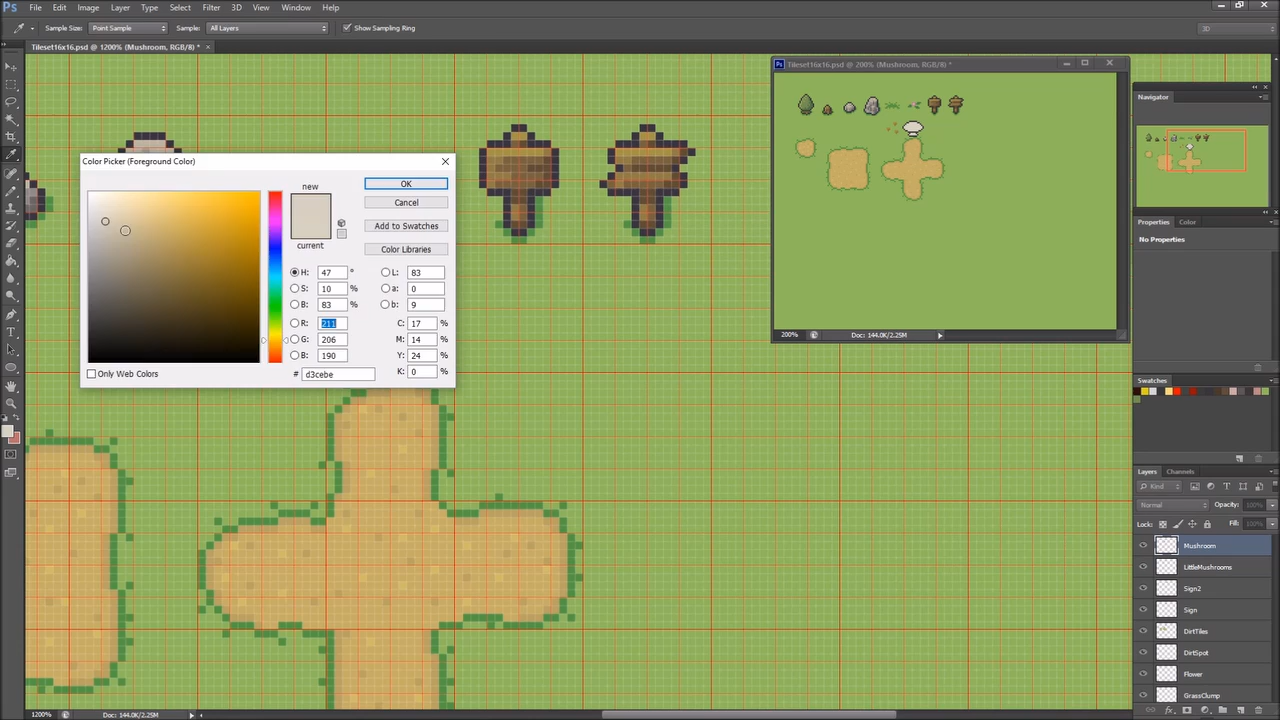 Ps File Edit Image Layer Type Select Filter 3D View Window Help
Sample Size: Point Sample Sample: All Layers Show Sampling Ring 3D
Tileset16x16.psd @ 1200% (Mushroom, RGB/8) * ×
Ps Tileset16x16.psd @ 200% (Mushroom, RGB/8) *
200% Doc: 144.0K/2.25M
Color Picker (Foreground Color)
new
current
OK
Cancel
Add to Swatches
Color Libraries
H: 47 ° L: 83
S: 10 % a: 0
B: 83 % b: 9
R: 211 C: 17 %
G: 206 M: 14 %
B: 190 Y: 24 %
# d3cebe K: 0 %
Only Web Colors
Navigator
Properties Color
No Properties
Swatches
Layers Channels
Kind
Normal Opacity: 100%
Lock: Fill: 100%
Mushroom
LittleMushrooms
Sign2
Sign
DirtTiles
DirtSpot
Flower
GrassClump
1200% Doc: 144.0K/2.25M